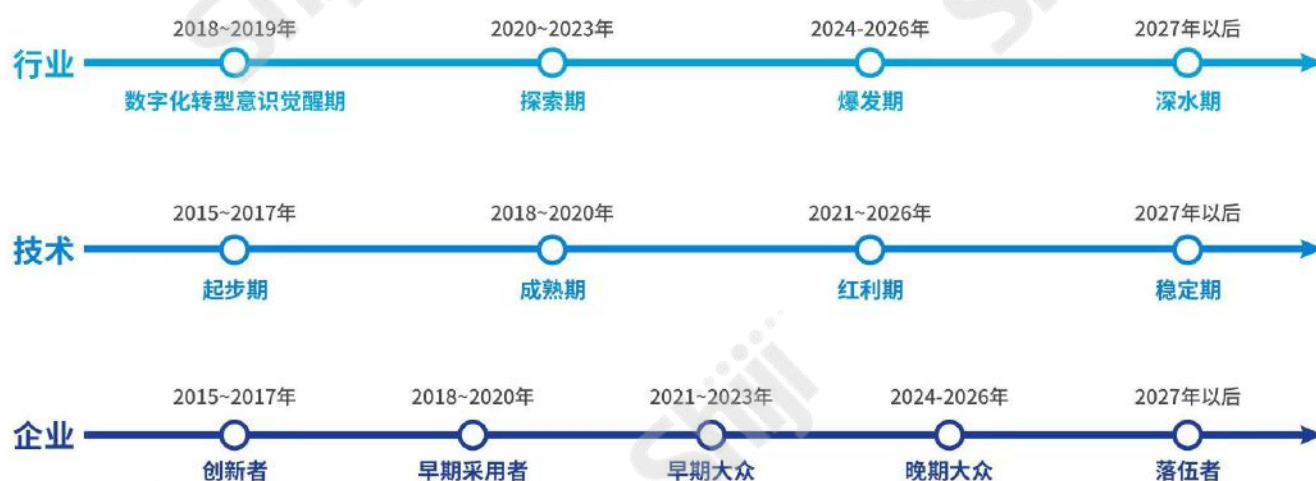 2018~2019年 2020~2023年 2024-2026年 2027年以后
行业
数字化转型意识觉醒期 探索期 爆发期 深水期
2015~2017年 2018~2020年 2021~2026年 2027年以后
技术
起步期 成熟期 红利期 稳定期
2015~2017年 2018~2020年 2021~2023年 2024-2026年 2027年以后
企业
创新者 早期采用者 早期大众 晚期大众 落伍者
Shiji